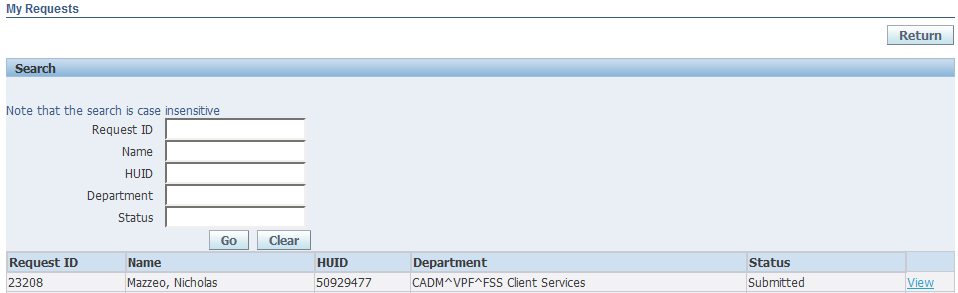 My Requests
Return
Search
Note that the search is case insensitive
Request ID
Name
HUID
Department
Status
Go Clear
Request ID Name HUID Department Status
23208 Mazzeo, Nicholas 50929477 CADM^VPF^FSS Client Services Submitted View